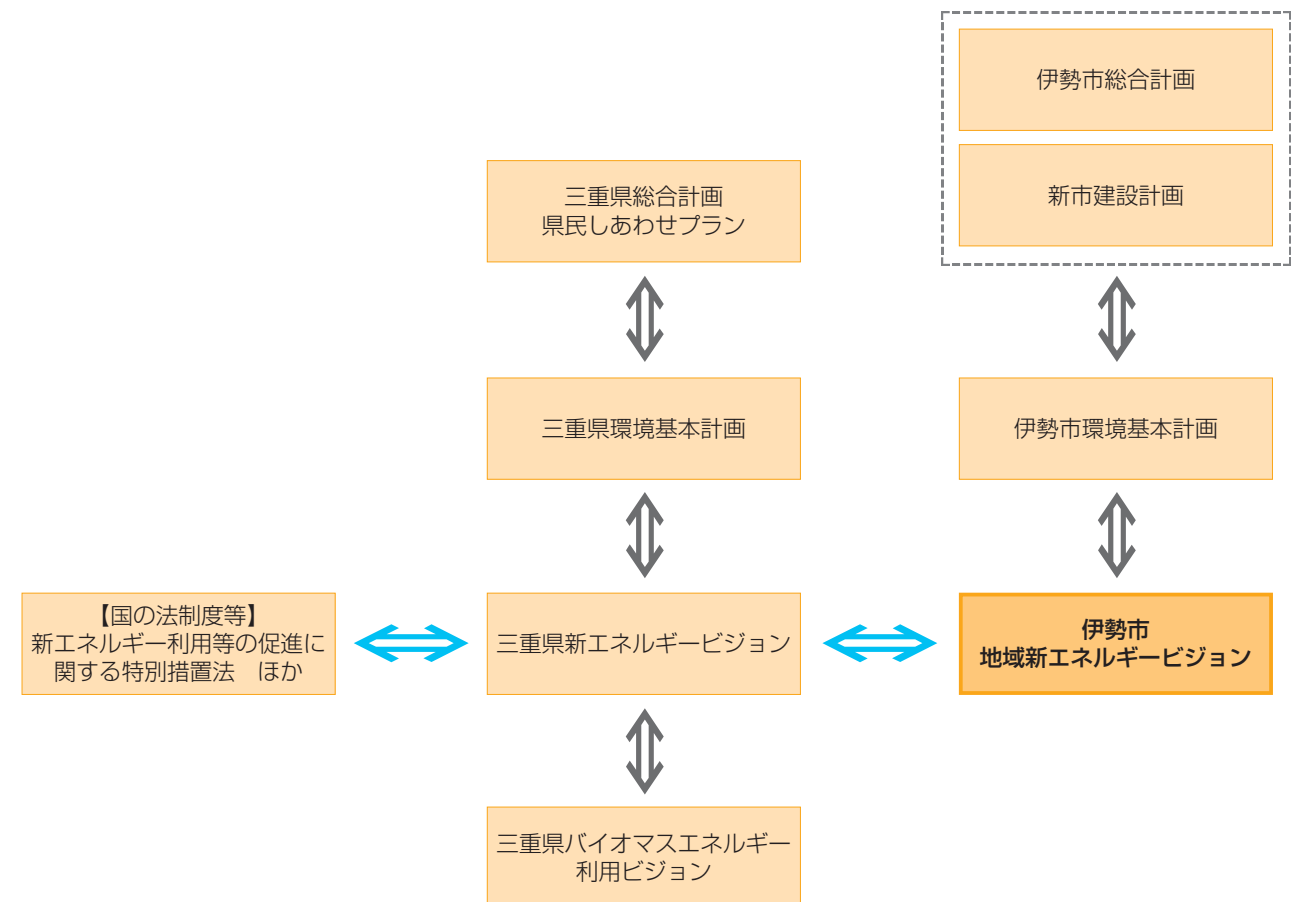 伊勢市総合計画
新市建設計画
三重県総合計画
県民しあわせプラン
三重県環境基本計画
伊勢市環境基本計画
【国の法制度等】
新エネルギー利用等の促進に
関する特別措置法　ほか
三重県新エネルギービジョン
伊勢市
地域新エネルギービジョン
三重県バイオマスエネルギー
利用ビジョン